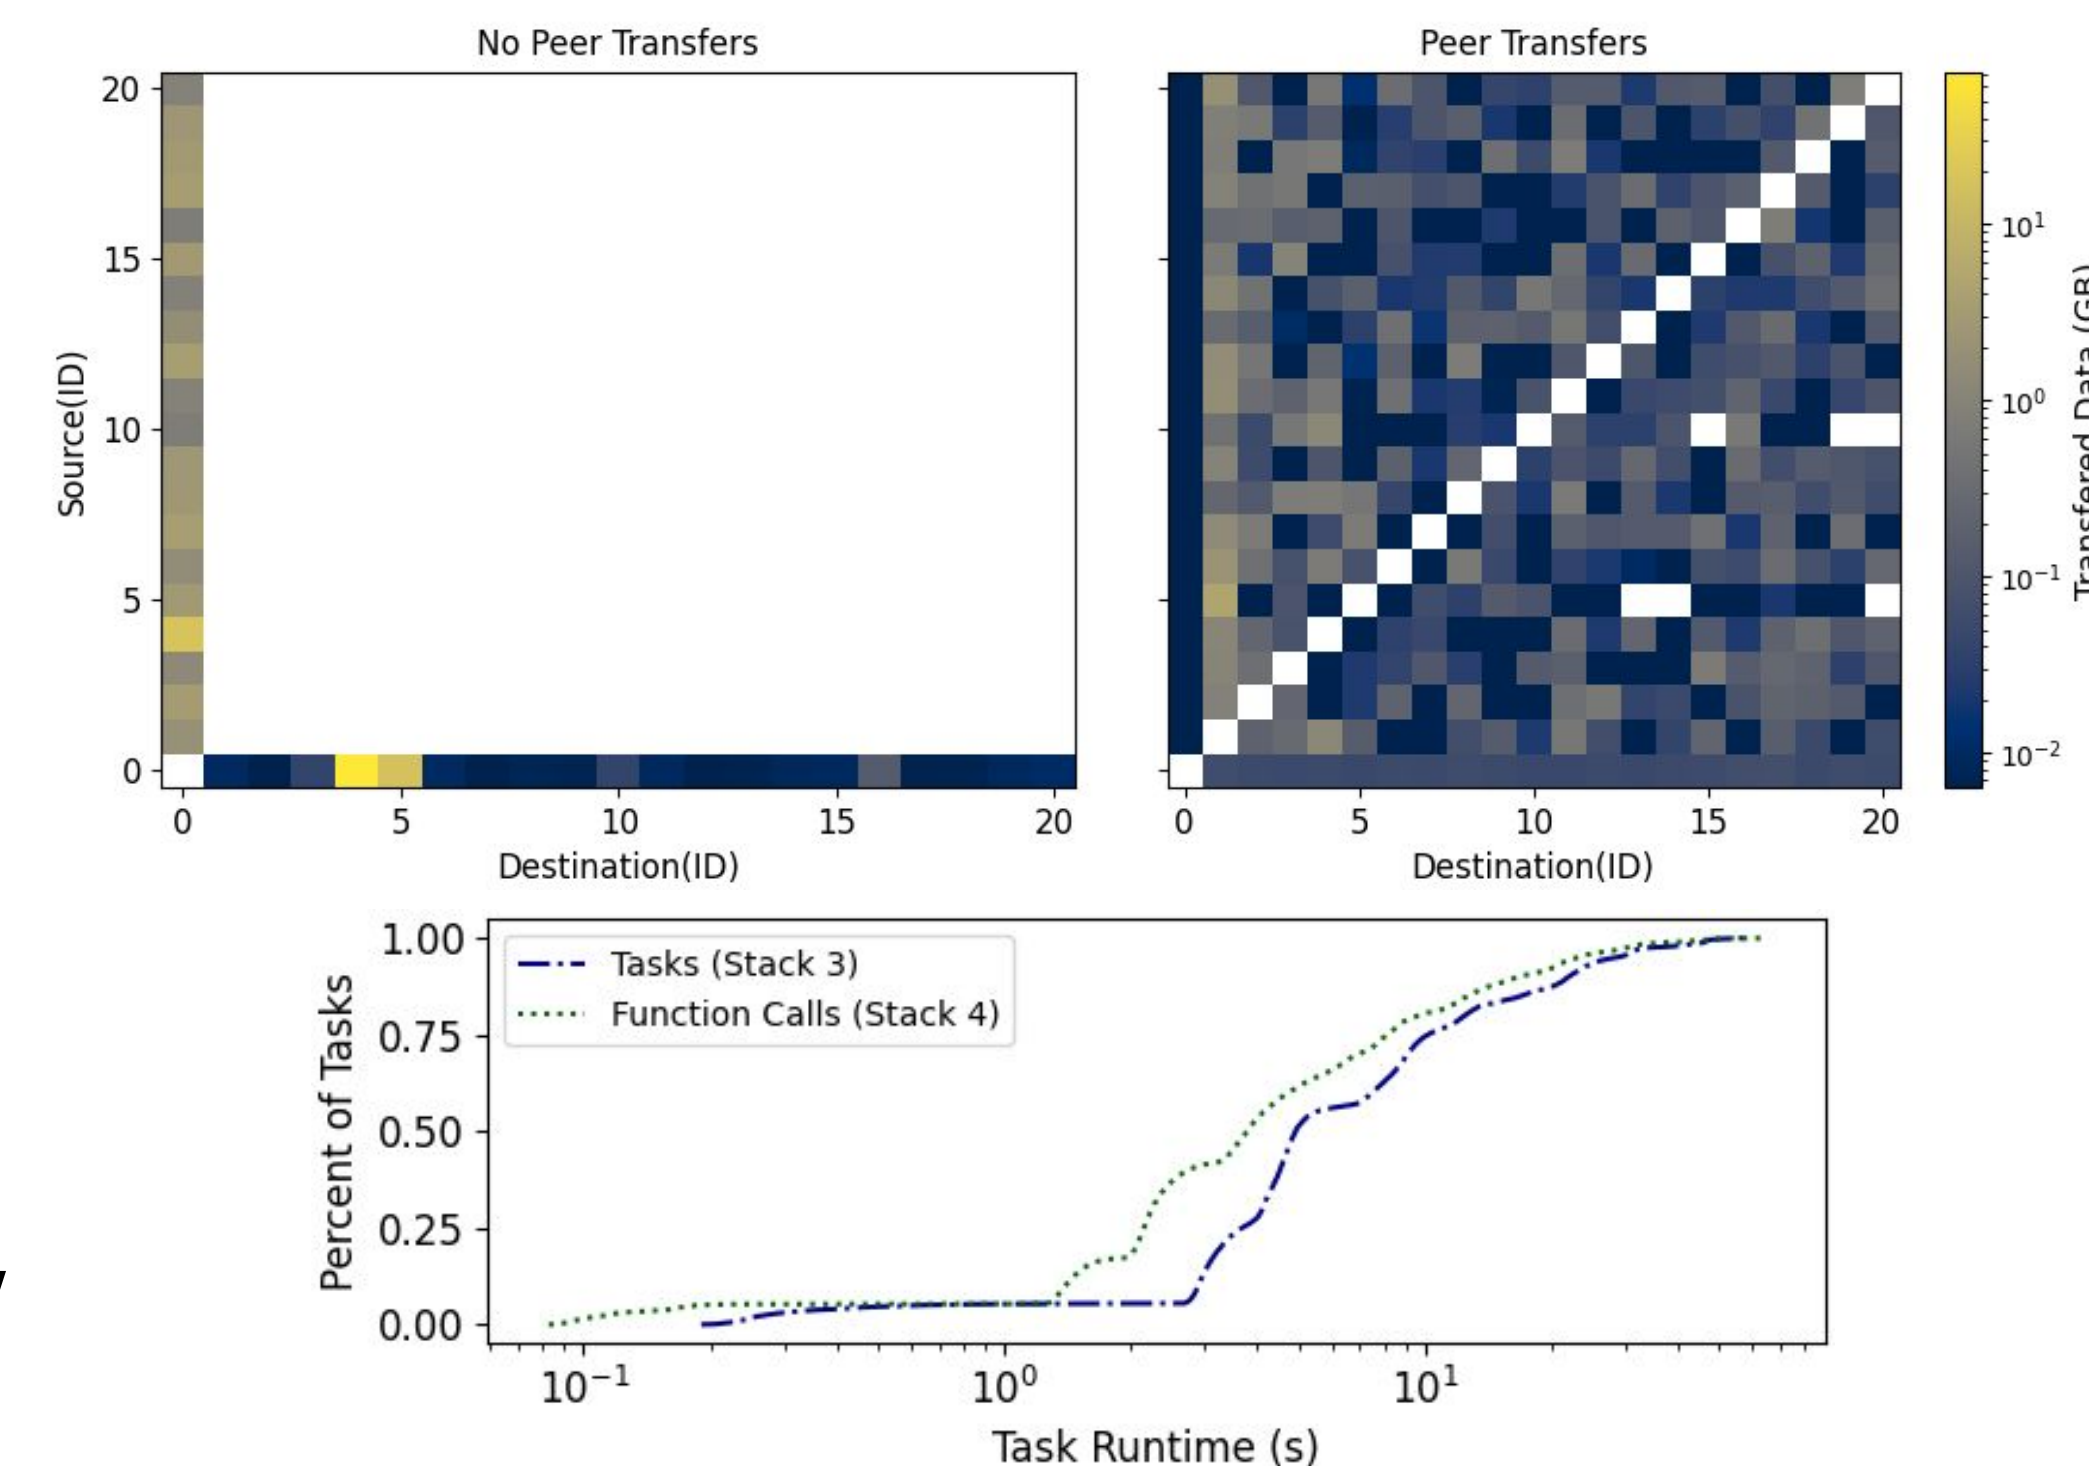 No Peer Transfers
Peer Transfers
20
15
10
5
0
Source(ID)
0 5 10 15 20
Destination(ID)
0 5 10 15 20
Destination(ID)
10¹
10⁰
10⁻¹
10⁻²
Transfered Data (GB)
1.00
0.75
0.50
0.25
0.00
Percent of Tasks
Tasks (Stack 3)
Function Calls (Stack 4)
10⁻¹ 10⁰ 10¹
Task Runtime (s)